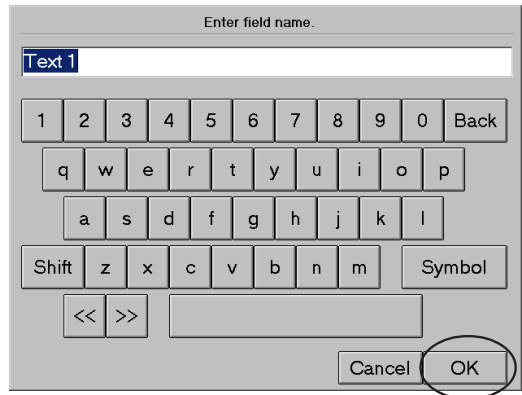 Enter field name.
Text 1
1 2 3 4 5 6 7 8 9 0 Back
q w e r t y u i o p
a s d f g h j k l
Shift z x c v b n m Symbol
<< >>
Cancel OK